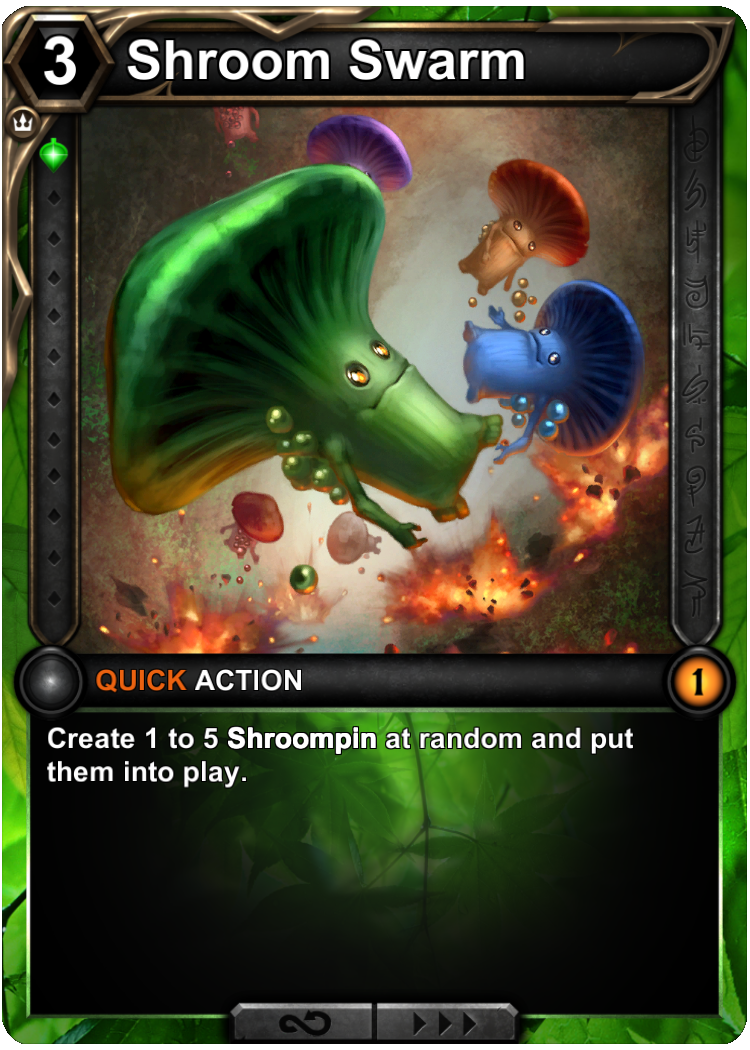 3
Shroom Swarm
QUICK ACTION
1
Create 1 to 5 Shroompin at random and put
them into play.